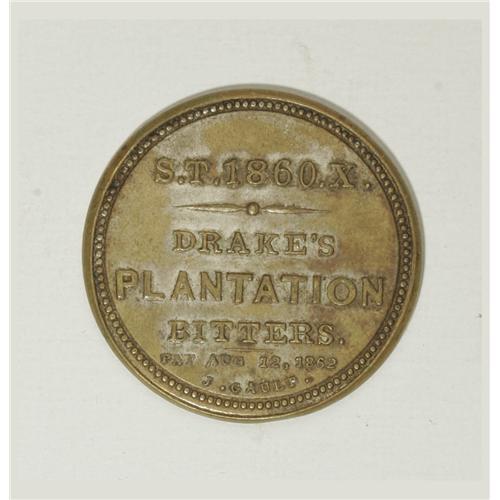 S.T.1860.X.
DRAKE'S
PLANTATION
BITTERS.
PAT AUG 12, 1862
J. GAULT.